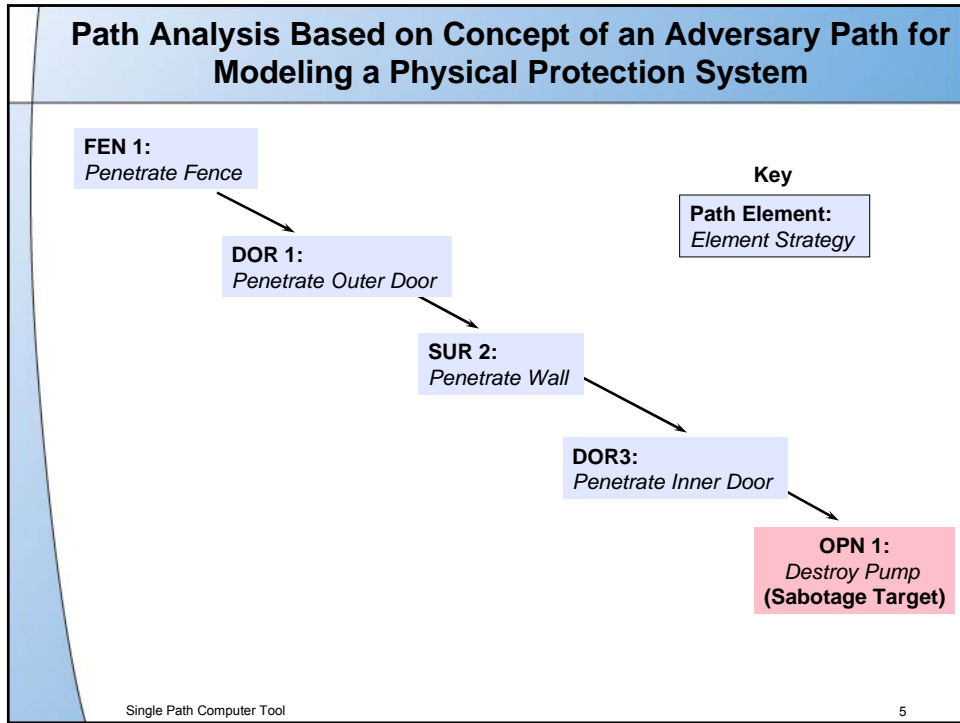 Path Analysis Based on Concept of an Adversary Path for
Modeling a Physical Protection System
FEN 1:
Penetrate Fence
Key
Path Element:
Element Strategy
DOR 1:
Penetrate Outer Door
SUR 2:
Penetrate Wall
DOR3:
Penetrate Inner Door
OPN 1:
Destroy Pump
(Sabotage Target)
Single Path Computer Tool
5